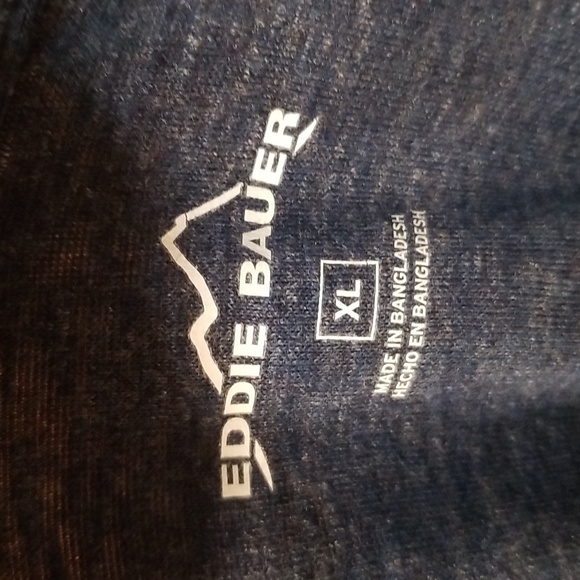 EDDIE BAUER
XL
MADE IN BANGLADESH
HECHO EN BANGLADESH